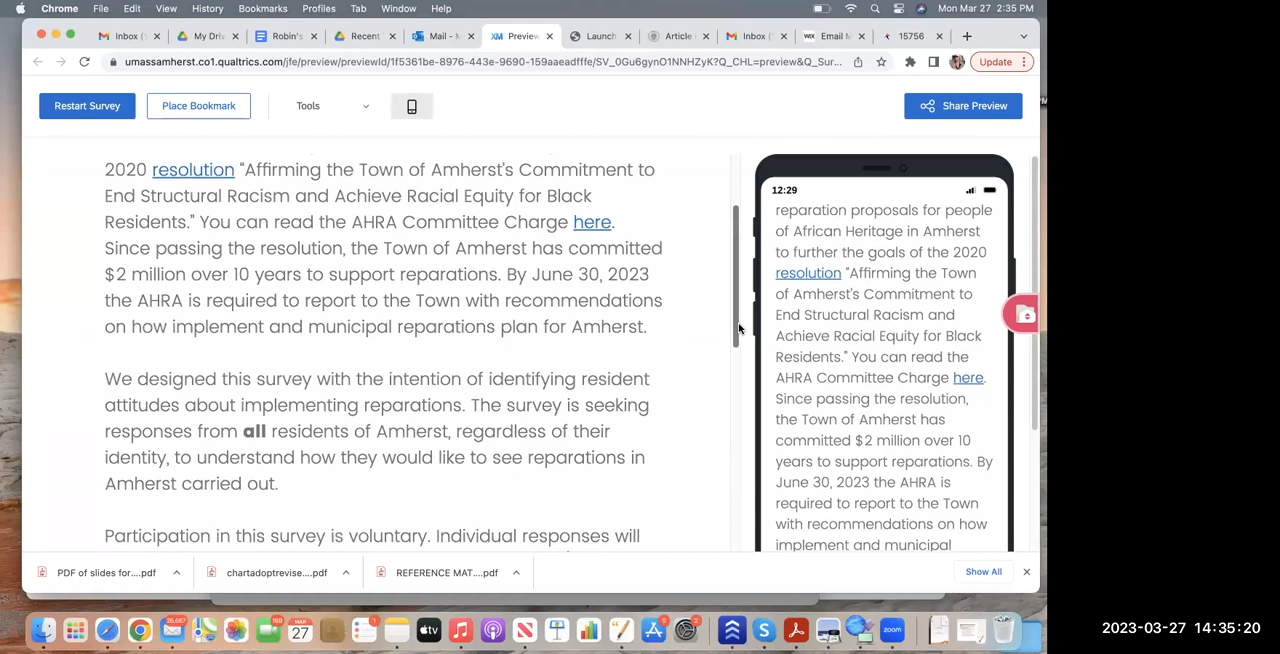 Chrome File Edit View History Bookmarks Profiles Tab Window Help Mon Mar 27 2:35 PM
Inbox ( My Driv Robin's Recent Mail - M XM Preview Launch Article Inbox ( WIX Email M 15756
umassamherst.co1.qualtrics.com/jfe/preview/previewId/1f5361be-8976-443e-9690-159aaeadfffe/SV_0Gu6gynO1NNHZyK?Q_CHL=preview&Q_Sur... Update
Restart Survey Place Bookmark Tools Share Preview
2020 resolution “Affirming the Town of Amherst's Commitment to
End Structural Racism and Achieve Racial Equity for Black
Residents.” You can read the AHRA Committee Charge here.
Since passing the resolution, the Town of Amherst has committed
$2 million over 10 years to support reparations. By June 30, 2023
the AHRA is required to report to the Town with recommendations
on how implement and municipal reparations plan for Amherst.
We designed this survey with the intention of identifying resident
attitudes about implementing reparations. The survey is seeking
responses from all residents of Amherst, regardless of their
identity, to understand how they would like to see reparations in
Amherst carried out.
Participation in this survey is voluntary. Individual responses will
12:29
reparation proposals for people
of African Heritage in Amherst
to further the goals of the 2020
resolution “Affirming the Town
of Amherst's Commitment to
End Structural Racism and
Achieve Racial Equity for Black
Residents.” You can read the
AHRA Committee Charge here.
Since passing the resolution,
the Town of Amherst has
committed $2 million over 10
years to support reparations. By
June 30, 2023 the AHRA is
required to report to the Town
with recommendations on how
implement and municipal
PDF of slides for....pdf chartadoptrevise....pdf REFERENCE MAT....pdf Show All
MAR 27 tv zoom
2023-03-27 14:35:20